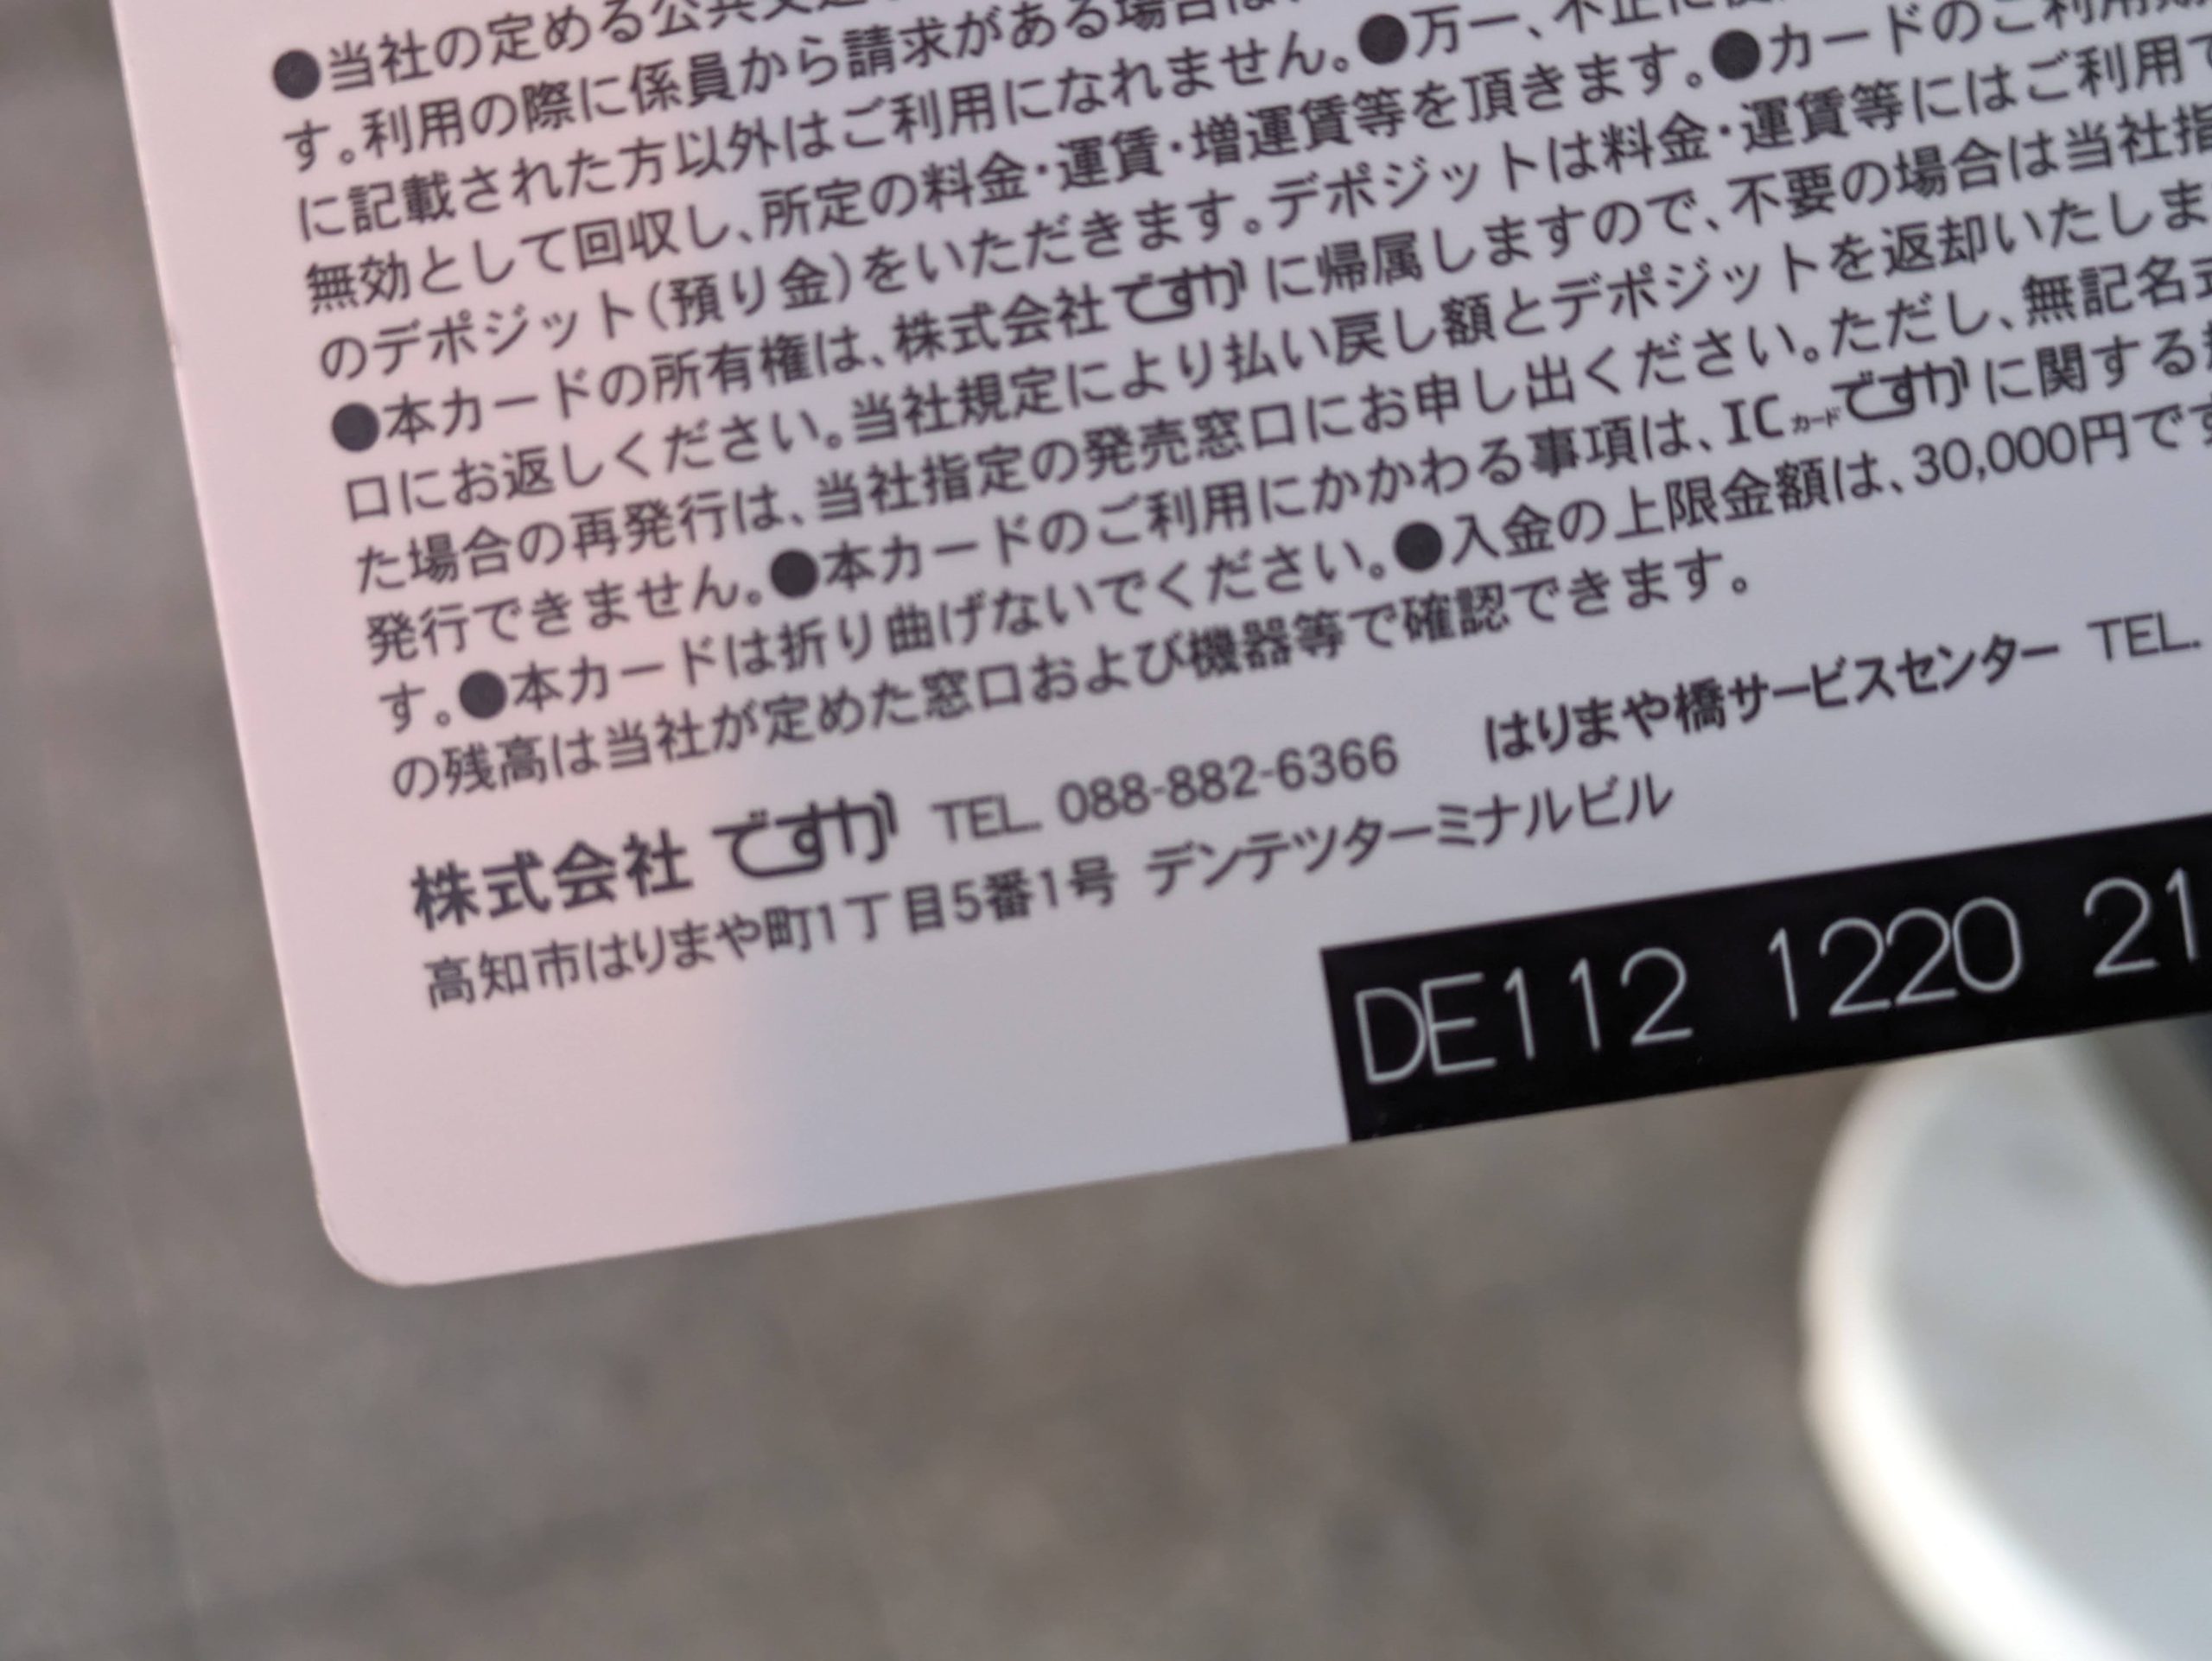 ●当社の定める公共交
す。利用の際に係員から請求がある場合は
に記載された方以外はご利用になれません。●万一、不正に
無効として回収し、所定の料金・運賃・増運賃等を頂きます。●カードのご利用
のデポジット(預り金)をいただきます。デポジットは料金・運賃等にはご利用で
●本カードの所有権は、株式会社ですかに帰属しますので、不要の場合は当社指
口にお返しください。当社規定により払い戻し額とデポジットを返却いたしま
た場合の再発行は、当社指定の発売窓口にお申し出ください。ただし、無記名式
発行できません。●本カードのご利用にかかわる事項は、ICカードですかに関する
す。●本カードは折り曲げないでください。●入金の上限金額は、30,000円です
の残高は当社が定めた窓口および機器等で確認できます。
株式会社 ですか TEL. 088-882-6366 はりまや橋サービスセンター TEL.
高知市はりまや町1丁目5番1号 デンテツターミナルビル
DE112 1220 21